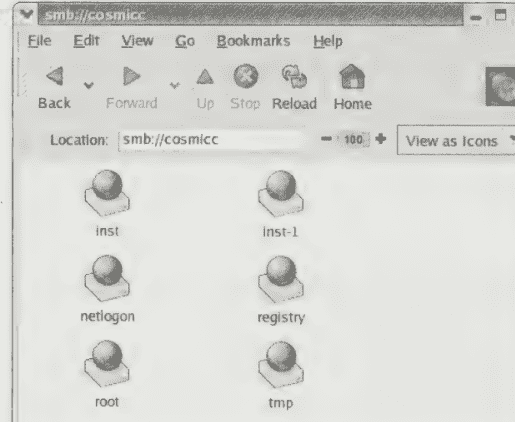 smb://cosmicc
File Edit View Go Bookmarks Help
Back Forward Up Stop Reload Home
Location: smb://cosmicc 100 View as Icons
inst inst-1
netlogon registry
root tmp